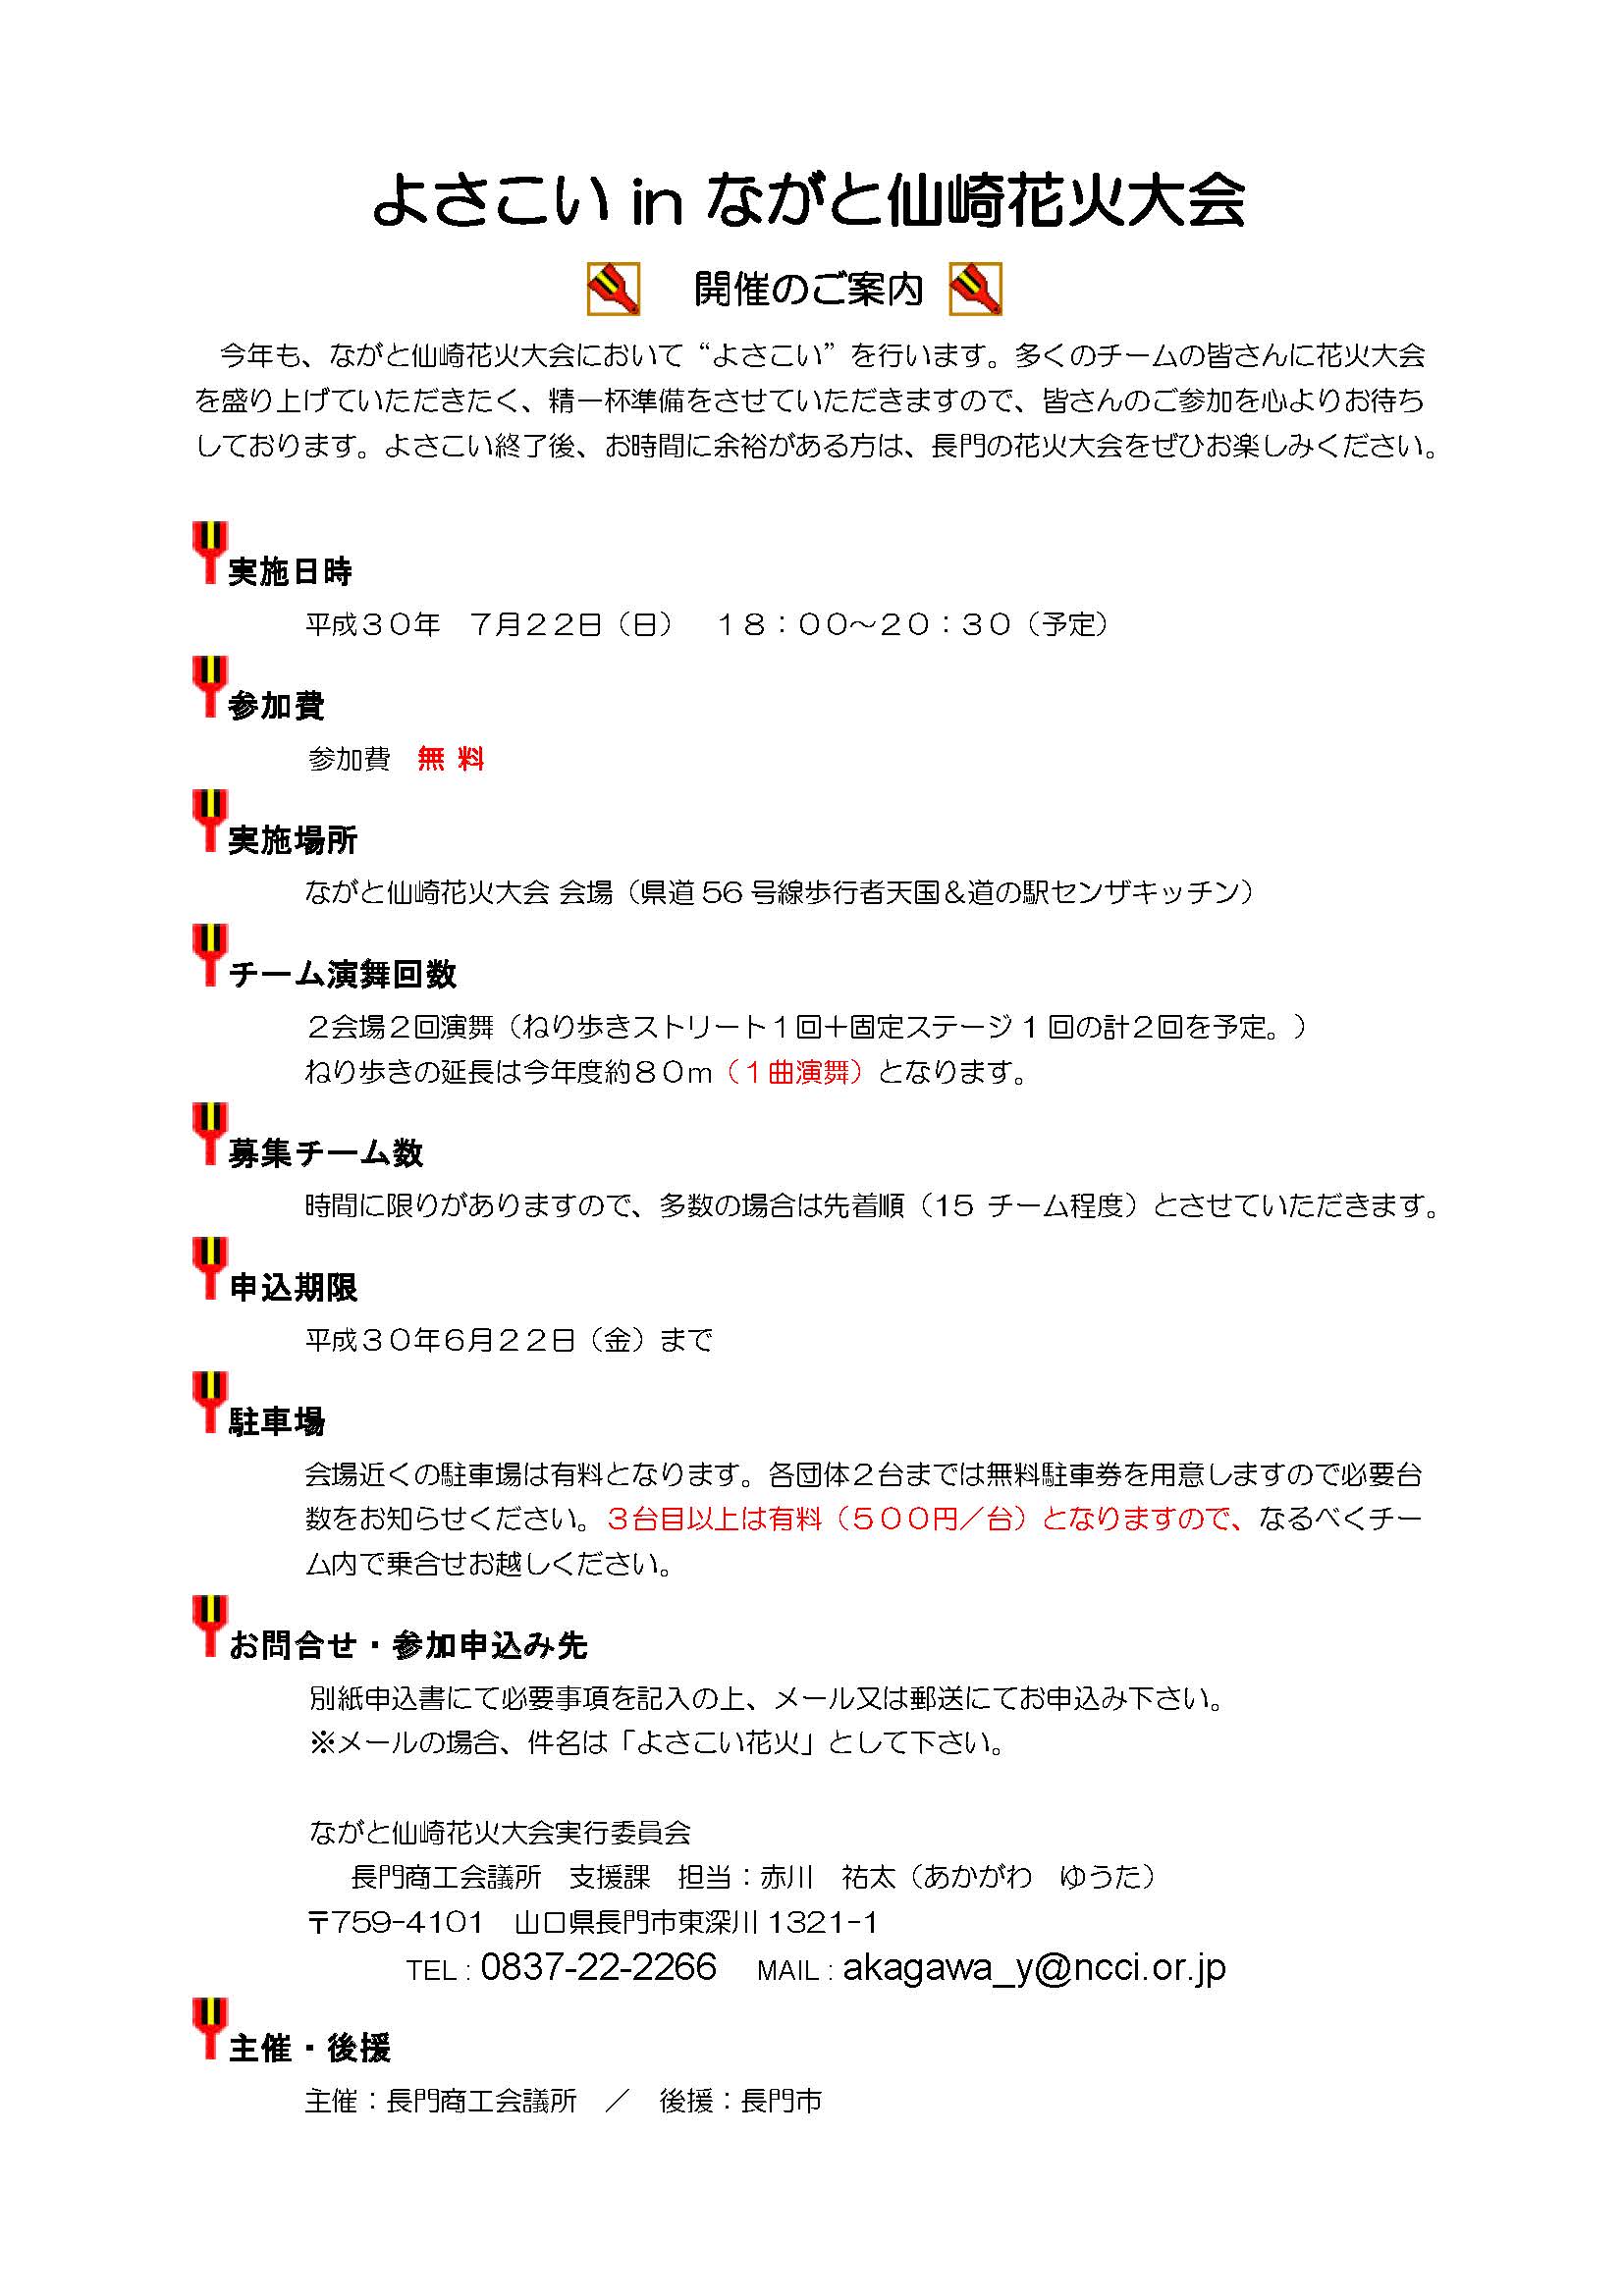 よさこい in ながと仙崎花火大会
開催のご案内
今年も、ながと仙崎花火大会において“よさこい”を行います。多くのチームの皆さんに花火大会
を盛り上げていただきたく、精一杯準備をさせていただきますので、皆さんのご参加を心よりお待ち
しております。よさこい終了後、お時間に余裕がある方は、長門の花火大会をぜひお楽しみください。
実施日時
平成３０年　７月２２日（日）　１８：００～２０：３０（予定）
参加費
参加費　無 料
実施場所
ながと仙崎花火大会 会場（県道 56 号線歩行者天国＆道の駅センザキッチン）
チーム演舞回数
２会場２回演舞（ねり歩きストリート１回＋固定ステージ 1 回の計２回を予定。）
ねり歩きの延長は今年度約８０ｍ（１曲演舞）となります。
募集チーム数
時間に限りがありますので、多数の場合は先着順（15 チーム程度）とさせていただきます。
申込期限
平成３０年６月２２日（金）まで
駐車場
会場近くの駐車場は有料となります。各団体２台までは無料駐車券を用意しますので必要台
数をお知らせください。３台目以上は有料（５００円／台）となりますので、なるべくチー
ム内で乗合せお越しください。
お問合せ・参加申込み先
別紙申込書にて必要事項を記入の上、メール又は郵送にてお申込み下さい。
※メールの場合、件名は「よさこい花火」として下さい。
ながと仙崎花火大会実行委員会
長門商工会議所　支援課　担当：赤川　祐太（あかがわ　ゆうた）
〒759-4101　山口県長門市東深川 1321-1
TEL : 0837-22-2266　MAIL : akagawa_y@ncci.or.jp
主催・後援
主催：長門商工会議所　／　後援：長門市